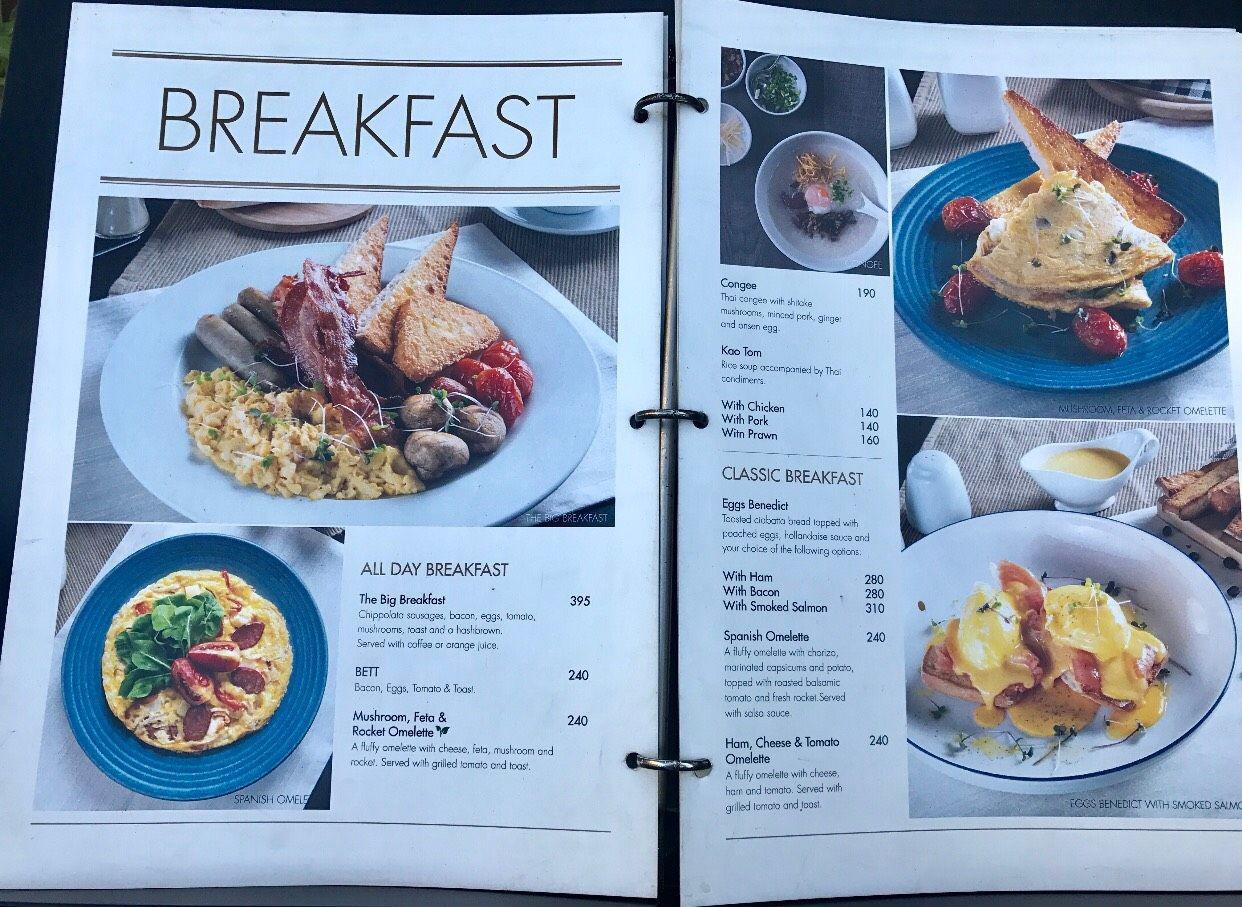 BREAKFAST
THE BIG BREAKFAST
SPANISH OMELE
ALL DAY BREAKFAST
The Big Breakfast 395
Chippolata sausages, bacon, eggs, tomato,
mushrooms, toast and a hashbrown.
Served with coffee or orange juice.
BETT 240
Bacon, Eggs, Tomato & Toast.
Mushroom, Feta & 240
Rocket Omelette
A fluffy omelette with cheese, feta, mushroom and
rocket. Served with grilled tomato and toast.
CONGEE
Congee 190
Thai congee with shitake
mushrooms, minced pork, ginger
and onsen egg.
Kao Tom
Rice soup accompanied by Thai
condiments.
With Chicken 140
With Pork 140
With Prawn 160
CLASSIC BREAKFAST
Eggs Benedict
Toasted ciabatta bread topped with
poached eggs, hollandaise sauce and
your choice of the following options:
With Ham 280
With Bacon 280
With Smoked Salmon 310
Spanish Omelette 240
A fluffy omelette with chorizo,
marinated capsicums and potato,
topped with roasted balsamic
tomato and fresh rocket.Served
with salsa sauce.
Ham, Cheese & Tomato 240
Omelette
A fluffy omelette with cheese,
ham and tomato. Served with
grilled tomato and toast.
MUSHROOM, FETA & ROCKET OMELETTE
EGGS BENEDICT WITH SMOKED SALMO